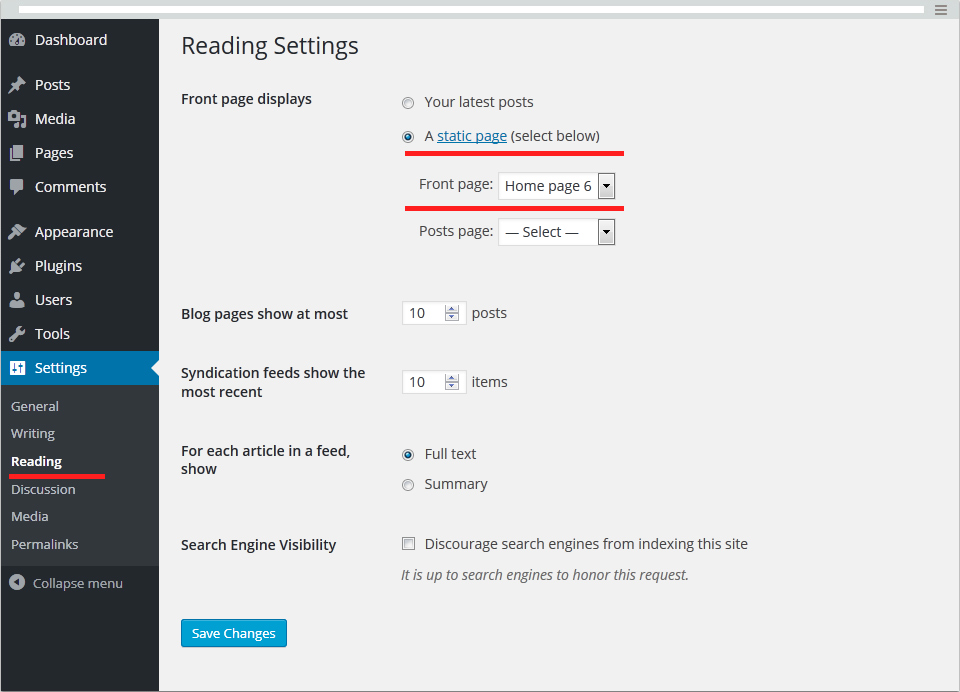 Dashboard
Posts
Media
Pages
Comments
Appearance
Plugins
Users
Tools
Settings
General
Writing
Reading
Discussion
Media
Permalinks
Collapse menu
Reading Settings
Front page displays
Your latest posts
A static page (select below)
Front page: Home page 6
Posts page: — Select —
Blog pages show at most 10 posts
Syndication feeds show the
most recent
10 items
For each article in a feed,
show
Full text
Summary
Search Engine Visibility
Discourage search engines from indexing this site
It is up to search engines to honor this request.
Save Changes